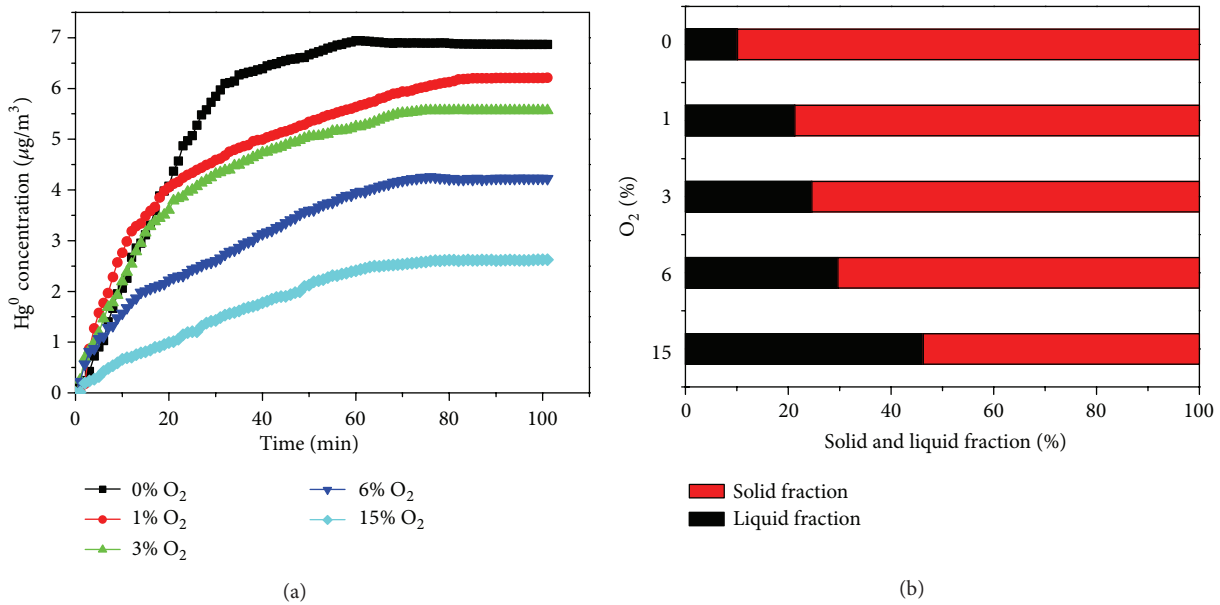 7
6
5
4
3
2
1
0
Hg⁰ concentration (μg/m³)
0 20 40 60 80 100
Time (min)
0% O₂
1% O₂
3% O₂
6% O₂
15% O₂
(a)
0
1
3
6
15
O₂ (%)
0 20 40 60 80 100
Solid and liquid fraction (%)
Solid fraction
Liquid fraction
(b)